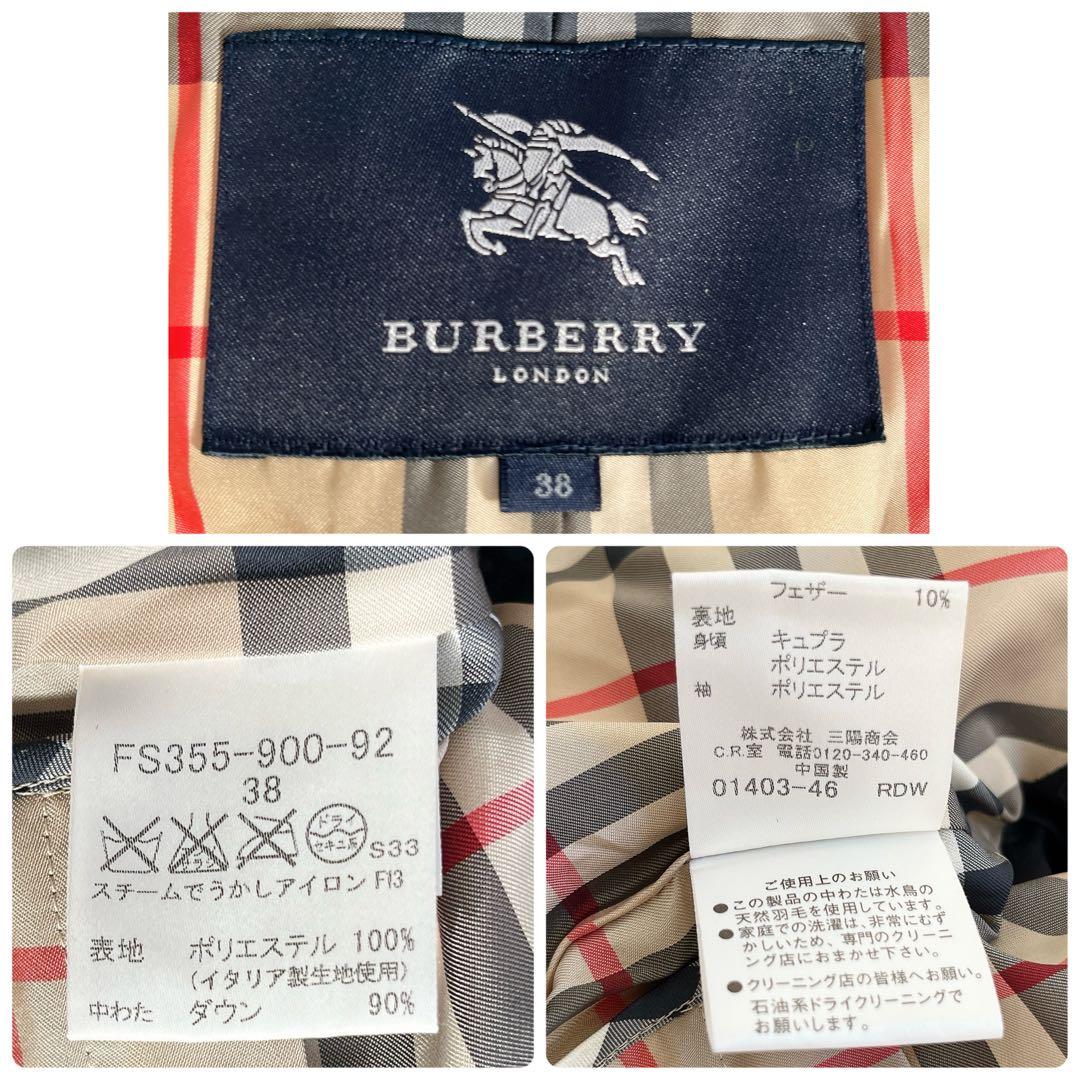 BURBERRY
LONDON
38
FS355-900-92
38
ドライ
セキユ系
S33
スチームでうかしアイロン F13
表地 ポリエステル 100%
(イタリア製生地使用)
中わた ダウン 90%
フェザー 10%
裏地
身頃 キュプラ
ポリエステル
袖 ポリエステル
株式会社 三陽商会
C.R.室 電話0120-340-460
中国製
01403-46 RDW
ご使用上のお願い
●この製品の中わたは水鳥の
天然羽毛を使用しています。
●家庭での洗濯は、非常にむず
かしいため、専門のクリーニ
ング店におまかせ下さい。
●クリーニング店の皆様へお願い。
石油系ドライクリーニングで
お願いします。